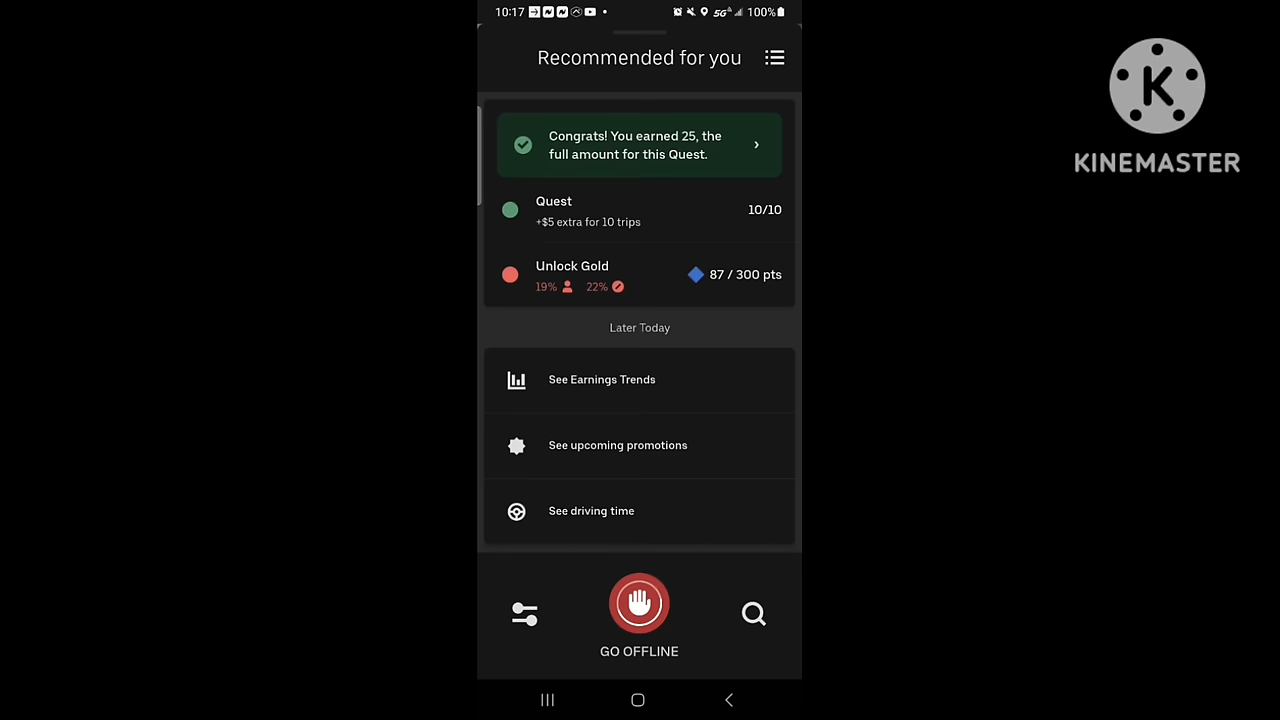 10:17
5G
100%
Recommended for you
Congrats! You earned 25, the
full amount for this Quest.
Quest
10/10
+$5 extra for 10 trips
Unlock Gold
87 / 300 pts
19%
22%
Later Today
See Earnings Trends
See upcoming promotions
See driving time
GO OFFLINE
K
KINEMASTER